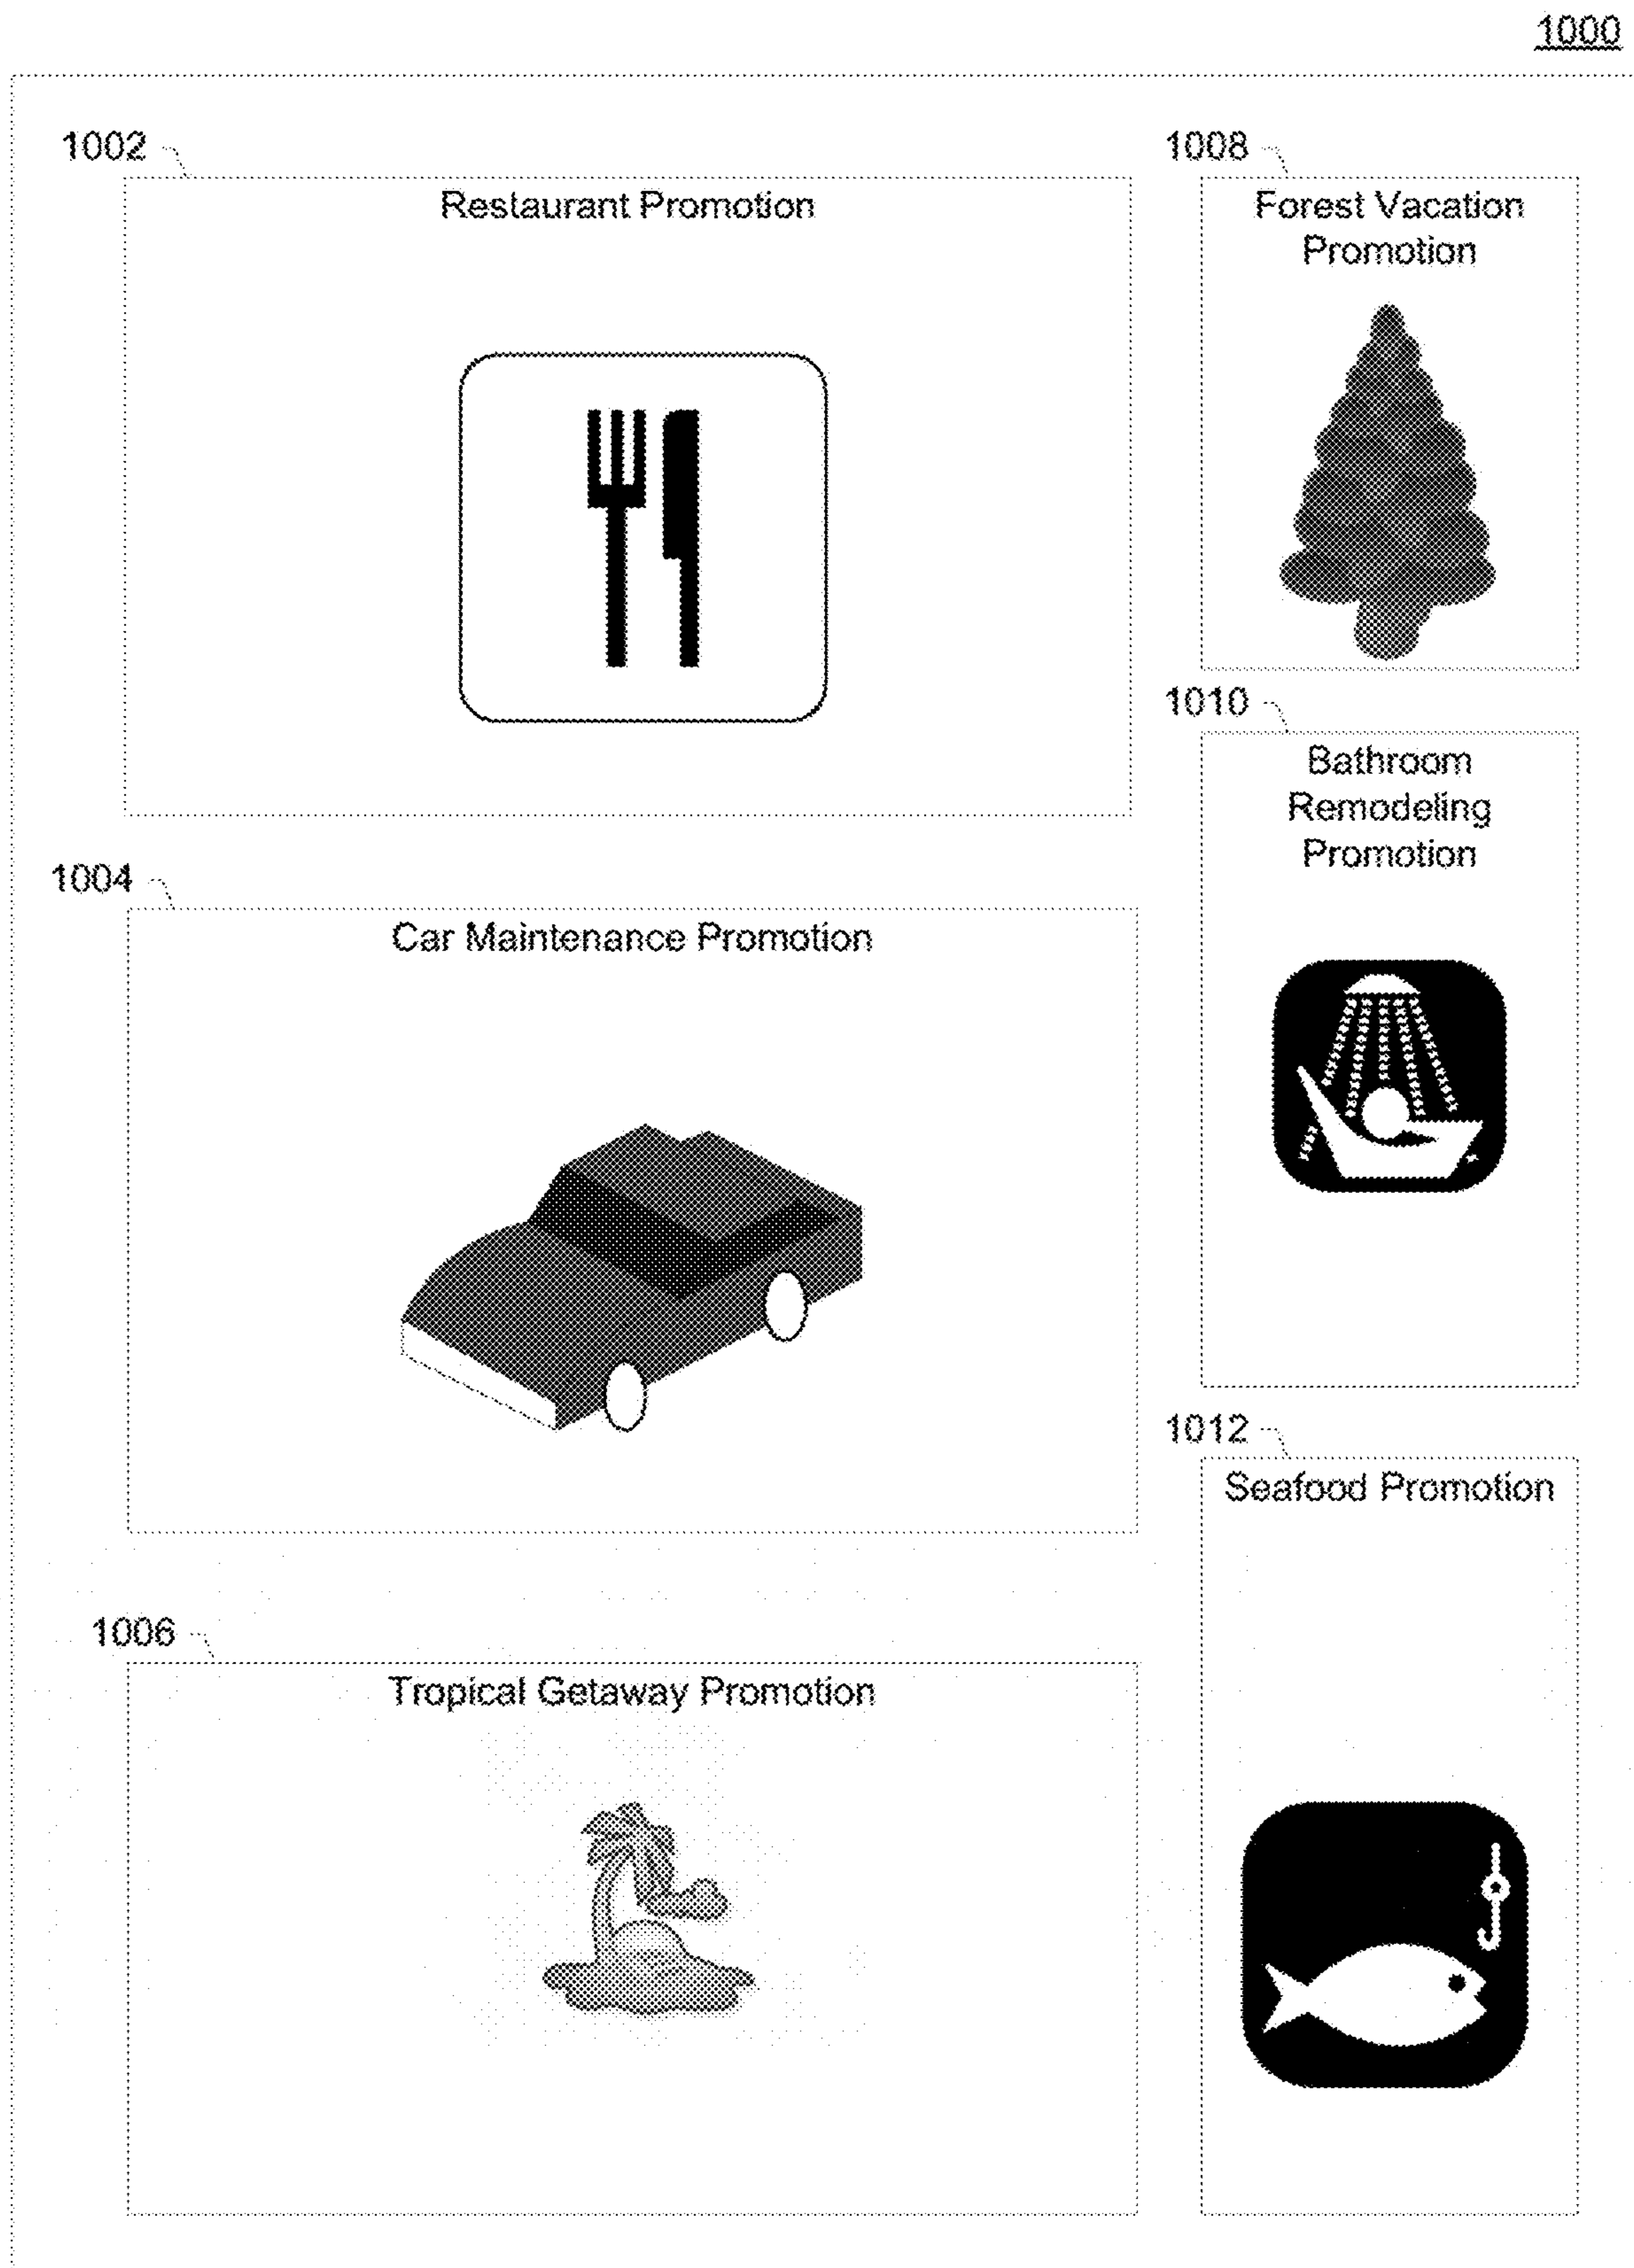 1000
1002
Restaurant Promotion
1004
Car Maintenance Promotion
1006
Tropical Getaway Promotion
1008
Forest Vacation
Promotion
1010
Bathroom
Remodeling
Promotion
1012
Seafood Promotion